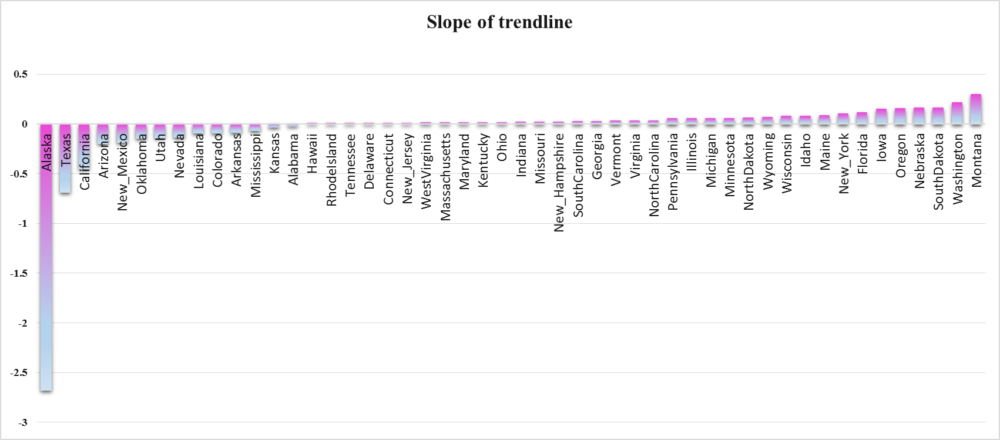 Slope of trendline
0.5
0
-0.5
-1
-1.5
-2
-2.5
-3
Alaska
Texas
California
Arizona
New_Mexico
Oklahoma
Utah
Nevada
Louisiana
Colorado
Arkansas
Mississippi
Kansas
Alabama
Hawaii
RhodeIsland
Tennessee
Delaware
Connecticut
New_Jersey
WestVirginia
Massachusetts
Maryland
Kentucky
Ohio
Indiana
Missouri
New_Hampshire
SouthCarolina
Georgia
Vermont
Virginia
NorthCarolina
Pennsylvania
Illinois
Michigan
Minnesota
NorthDakota
Wyoming
Wisconsin
Idaho
Maine
New_York
Florida
Iowa
Oregon
Nebraska
SouthDakota
Washington
Montana